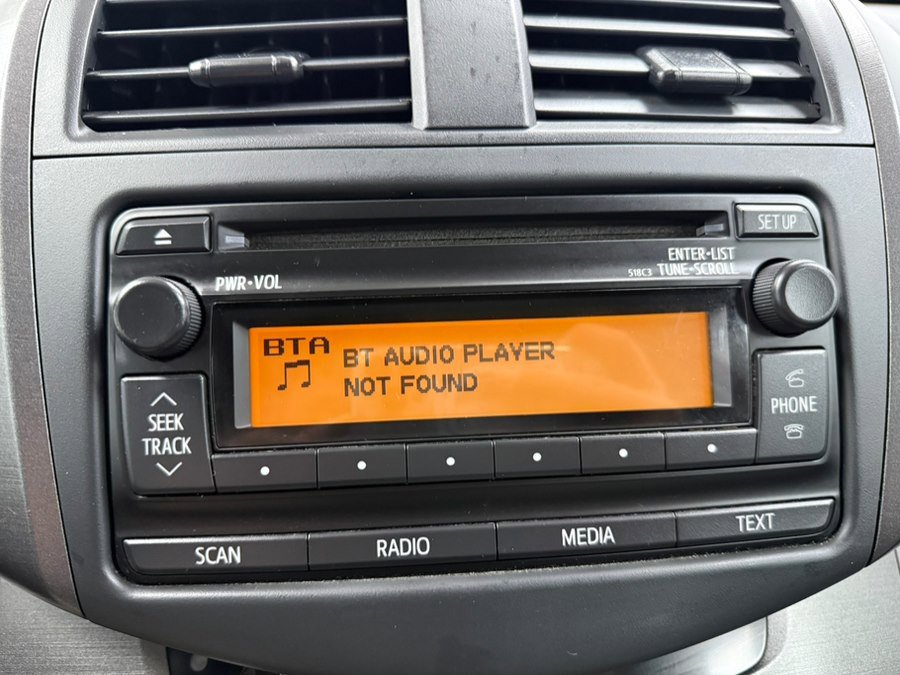 SET UP
ENTER•LIST
518C3 TUNE•SCROLL
PWR•VOL
BTA
BT AUDIO PLAYER
NOT FOUND
SEEK
TRACK
PHONE
SCAN
RADIO
MEDIA
TEXT